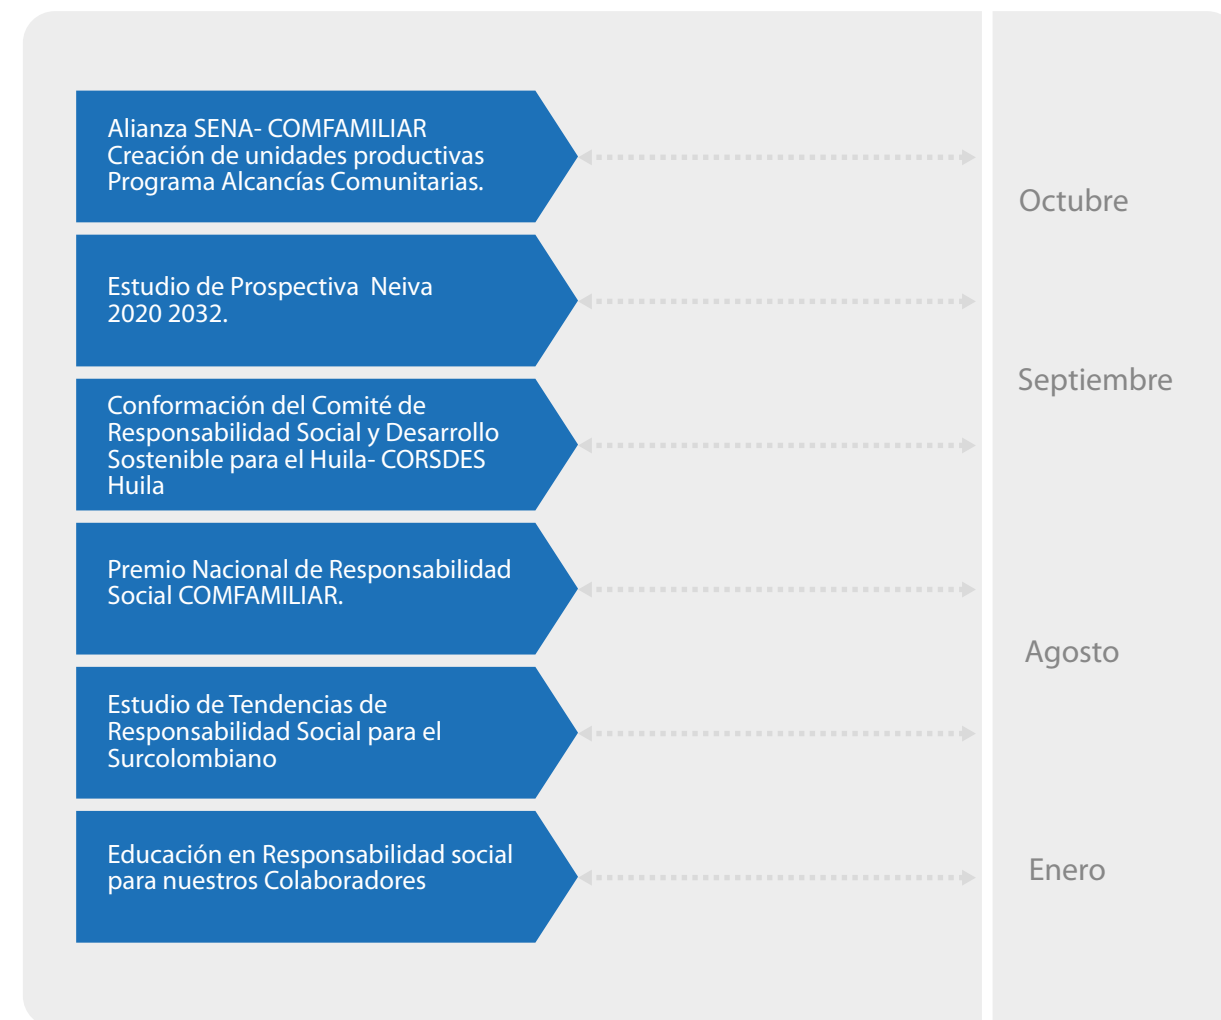 Alianza SENA- COMFAMILIAR
Creación de unidades productivas
Programa Alcancías Comunitarias.
Octubre
Estudio de Prospectiva Neiva
2020 2032.
Septiembre
Conformación del Comité de
Responsabilidad Social y Desarrollo
Sostenible para el Huila- CORSDES
Huila
Premio Nacional de Responsabilidad
Social COMFAMILIAR.
Agosto
Estudio de Tendencias de
Responsabilidad Social para el
Surcolombiano
Educación en Responsabilidad social
para nuestros Colaboradores
Enero